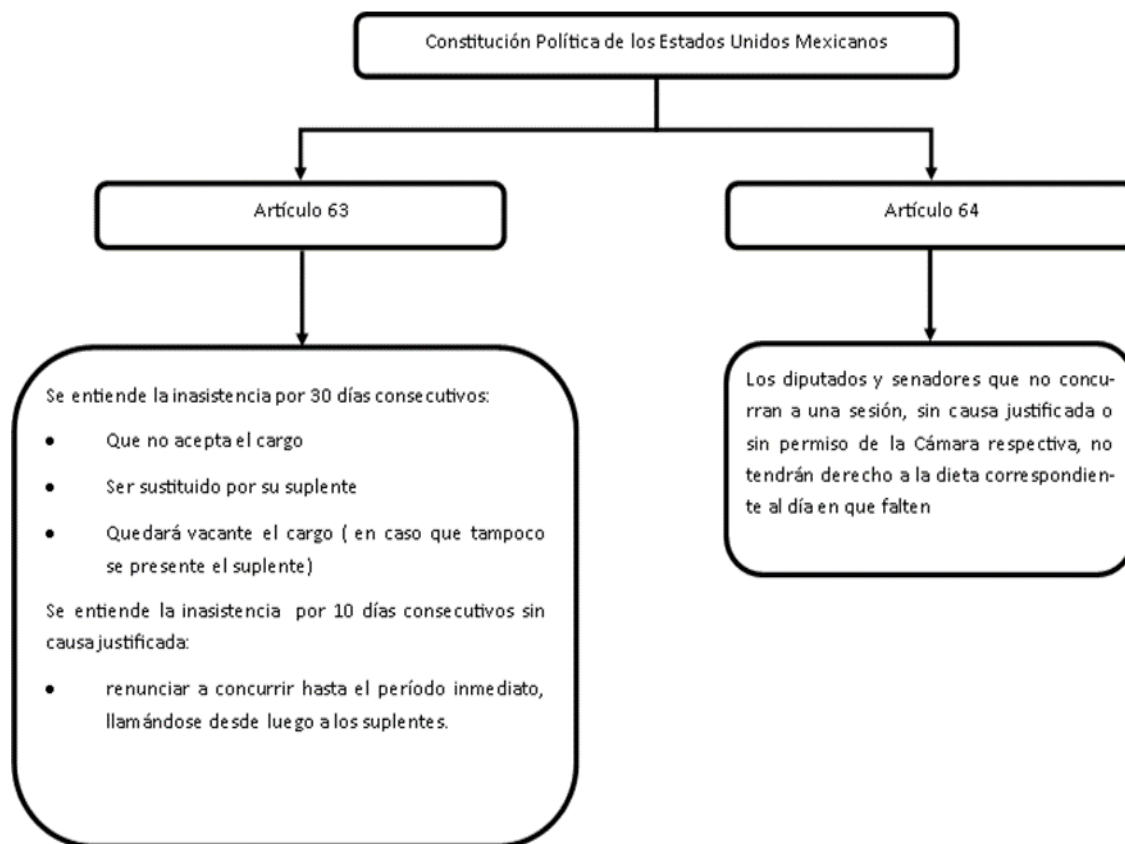 Constitución Política de los Estados Unidos Mexicanos
Artículo 63
Artículo 64
Se entiende la inasistencia por 30 días consecutivos:
• Que no acepta el cargo
• Ser sustituido por su suplente
• Quedará vacante el cargo ( en caso que tampoco
se presente el suplente)
Se entiende la inasistencia por 10 días consecutivos sin
causa justificada:
• renunciar a concurrir hasta el período inmediato,
llamándose desde luego a los suplentes.
Los diputados y senadores que no concu-
rran a una sesión, sin causa justificada o
sin permiso de la Cámara respectiva, no
tendrán derecho a la dieta correspondien-
te al día en que falten